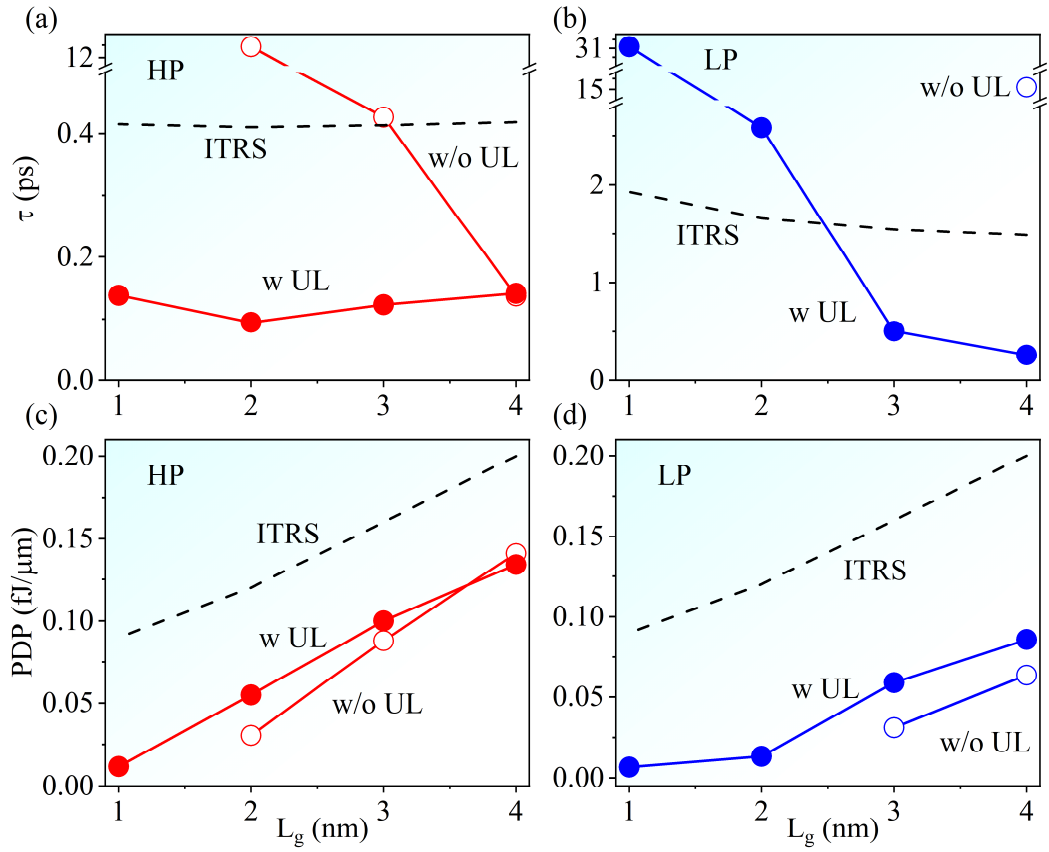 (a)
12
HP
0.4
ITRS
w/o UL
τ (ps)
0.2
w UL
0.0
1 2 3 4
(b)
31
LP
15
w/o UL
2
ITRS
1
w UL
0
1 2 3 4
(c)
0.20
HP
0.15
ITRS
PDP (fJ/μm)
0.10
w UL
0.05
w/o UL
0.00
1 2 3 4
Lg (nm)
(d)
0.20
LP
0.15
ITRS
0.10
w UL
0.05
w/o UL
0.00
1 2 3 4
Lg (nm)